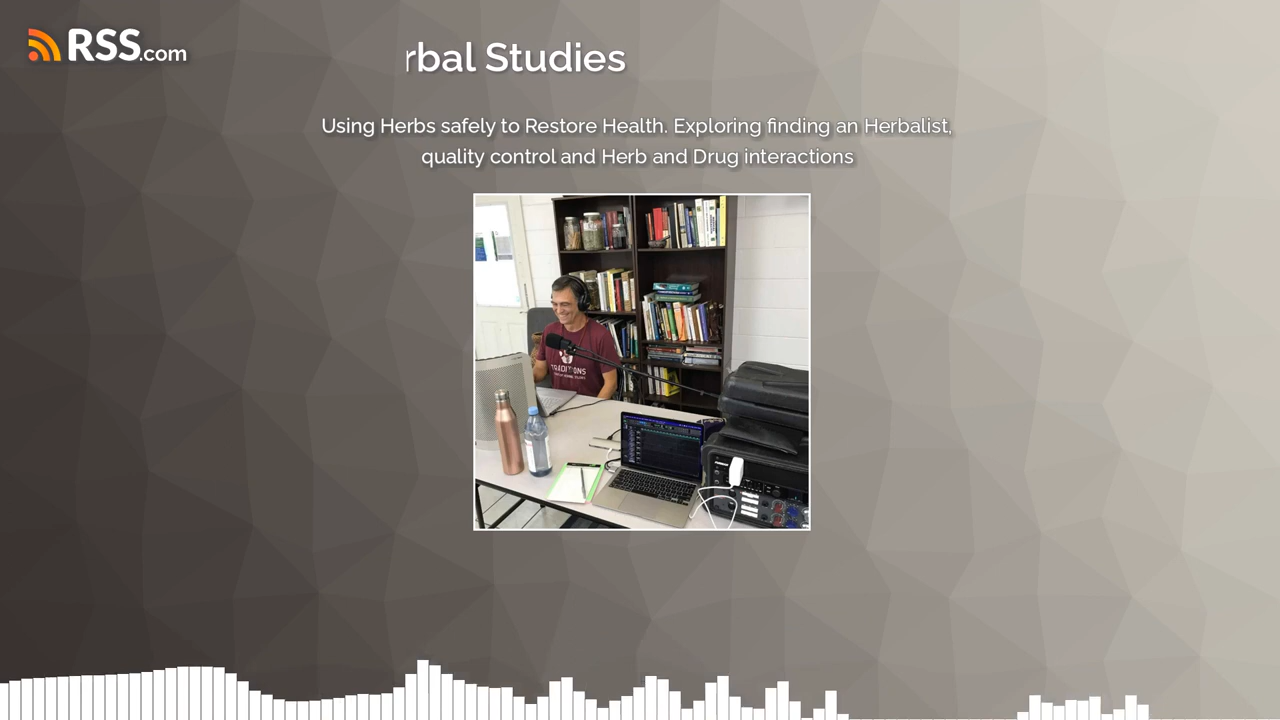 RSS.com
rbal Studies
Using Herbs safely to Restore Health. Exploring finding an Herbalist,
quality control and Herb and Drug interactions
TRADITIONS